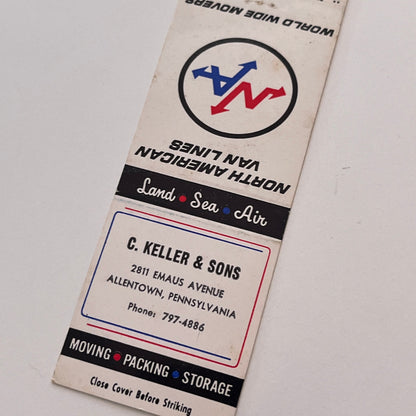 WORLD WIDE MOVERS
NA
NORTH AMERICAN
VAN LINES
Land • Sea • Air
C. KELLER & SONS
2811 EMAUS AVENUE
ALLENTOWN, PENNSYLVANIA
Phone: 797-4886
MOVING • PACKING • STORAGE
Close Cover Before Striking